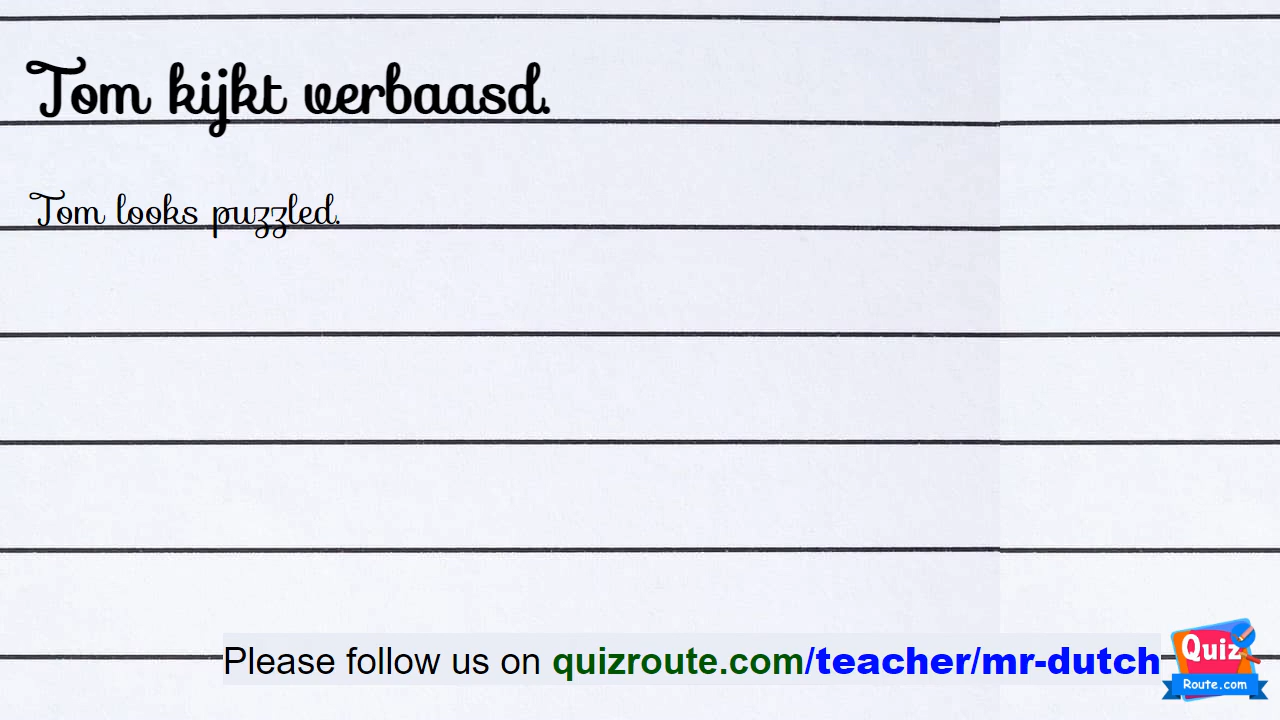 Tom kijkt verbaasd.
Tom looks puzzled.
Please follow us on quizroute.com/teacher/mr-dutch
Quiz
Route.com